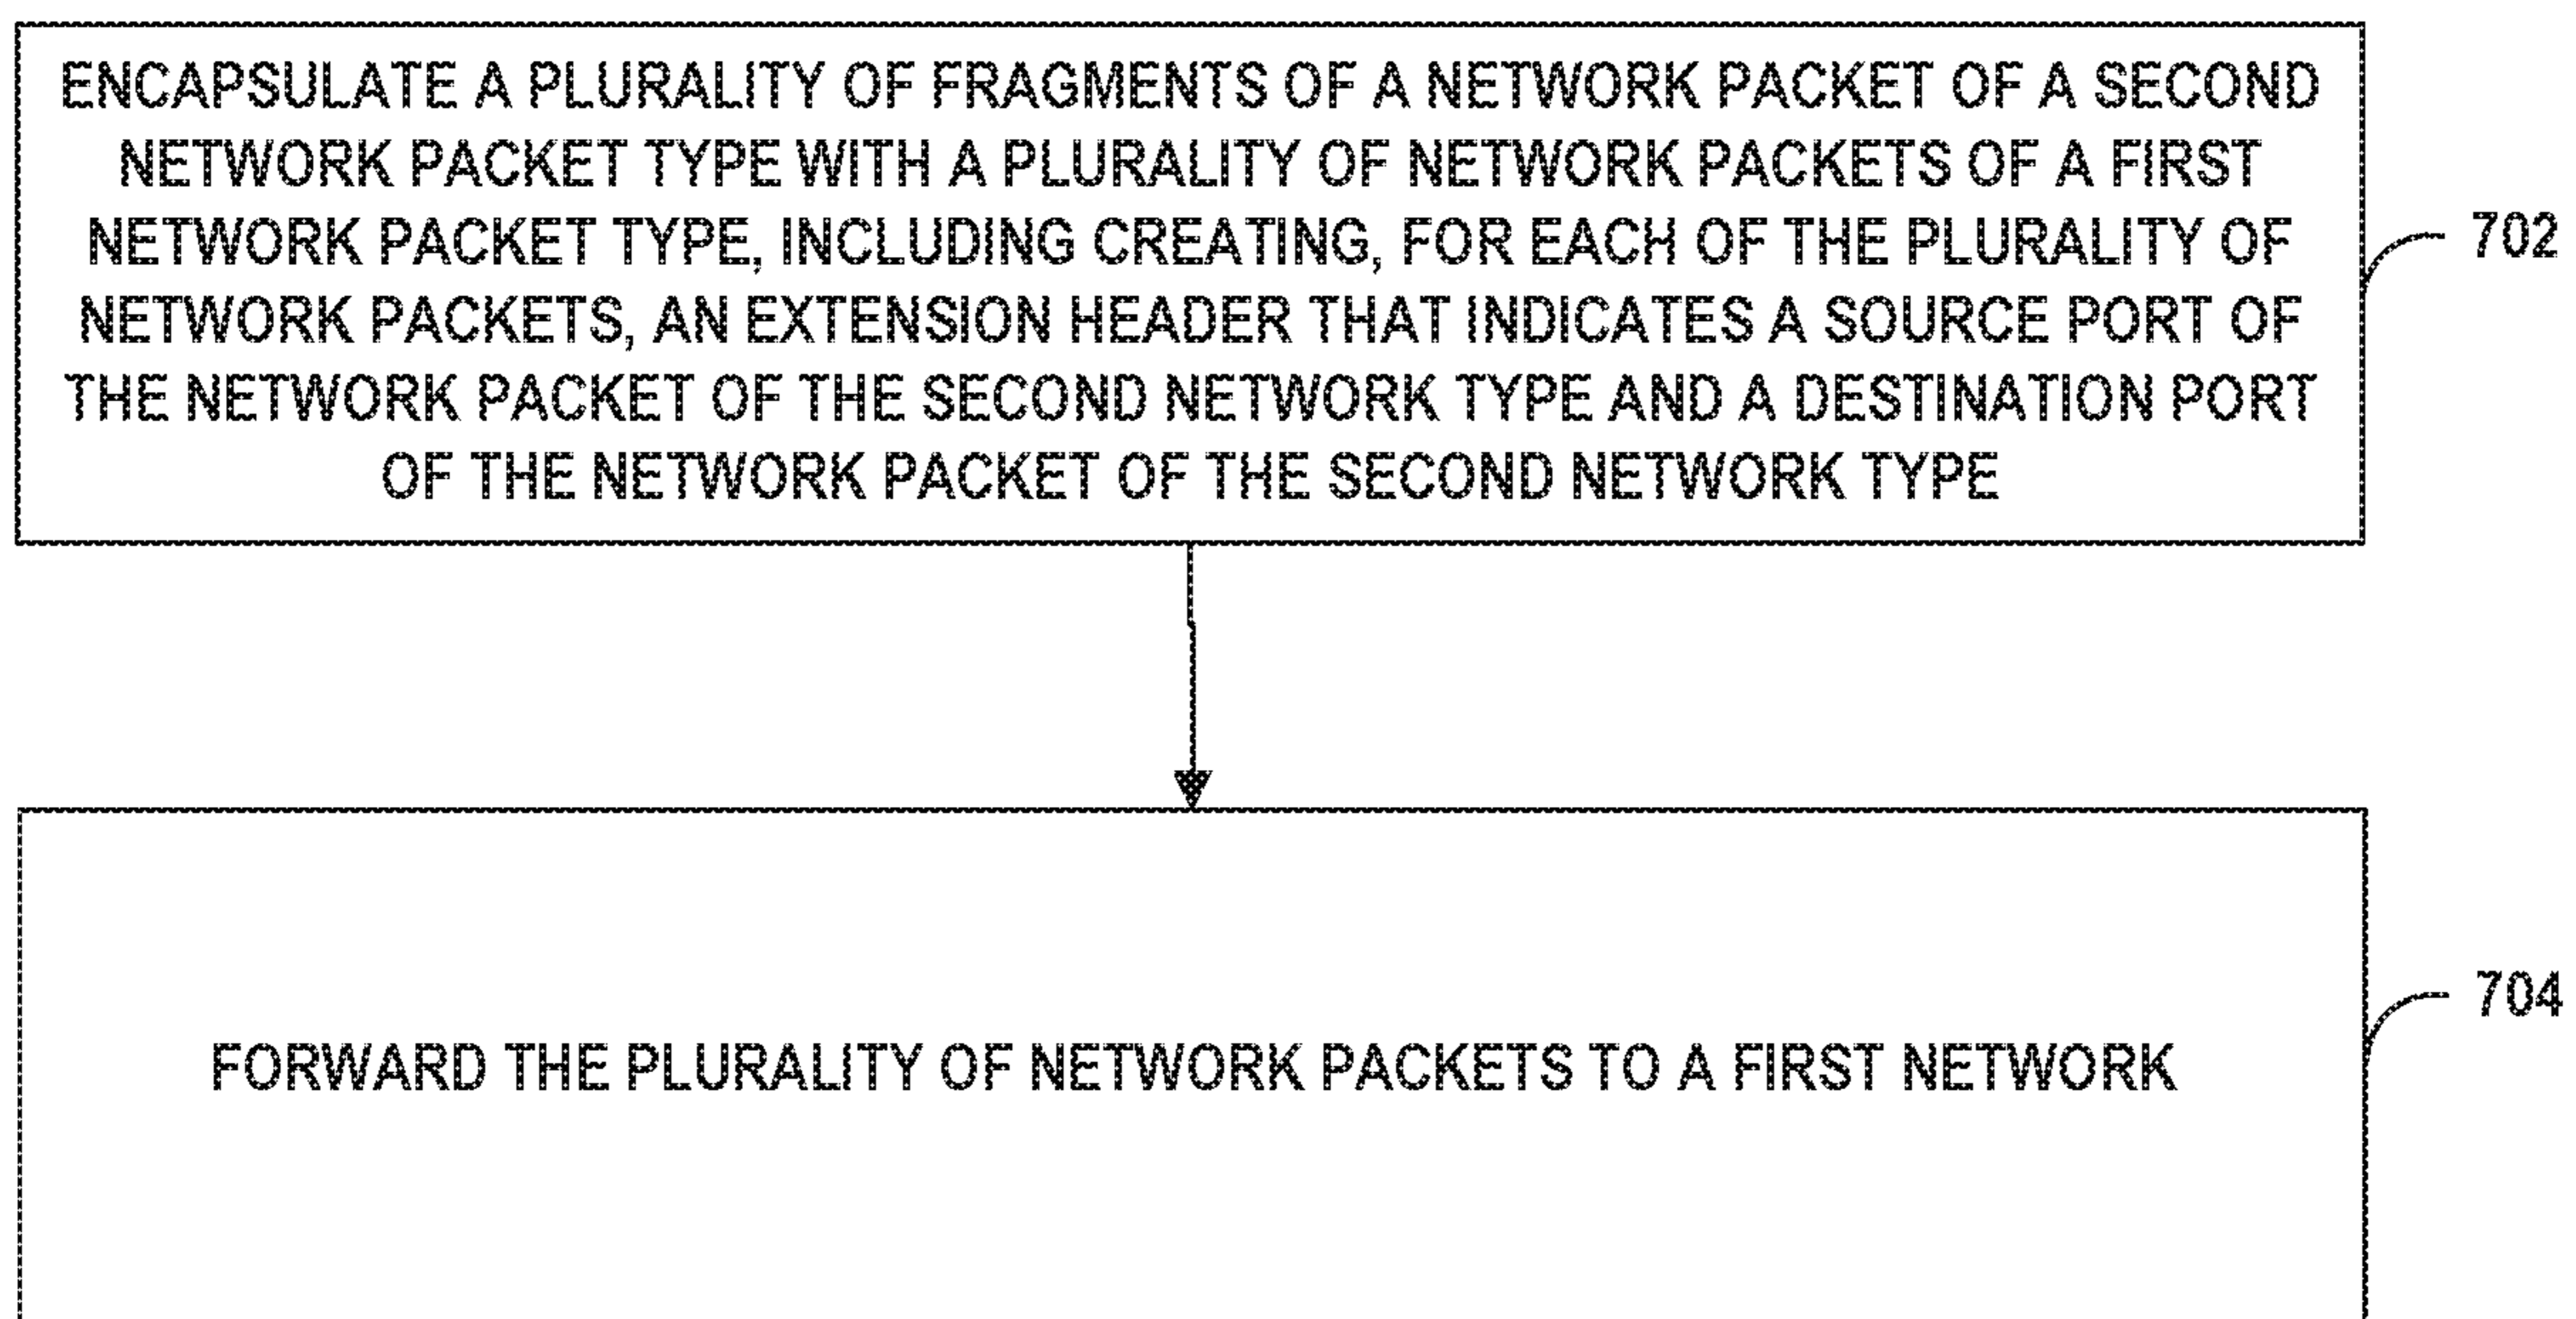 ENCAPSULATE A PLURALITY OF FRAGMENTS OF A NETWORK PACKET OF A SECOND
NETWORK PACKET TYPE WITH A PLURALITY OF NETWORK PACKETS OF A FIRST
NETWORK PACKET TYPE, INCLUDING CREATING, FOR EACH OF THE PLURALITY OF
NETWORK PACKETS, AN EXTENSION HEADER THAT INDICATES A SOURCE PORT OF
THE NETWORK PACKET OF THE SECOND NETWORK TYPE AND A DESTINATION PORT
OF THE NETWORK PACKET OF THE SECOND NETWORK TYPE
702
FORWARD THE PLURALITY OF NETWORK PACKETS TO A FIRST NETWORK
704